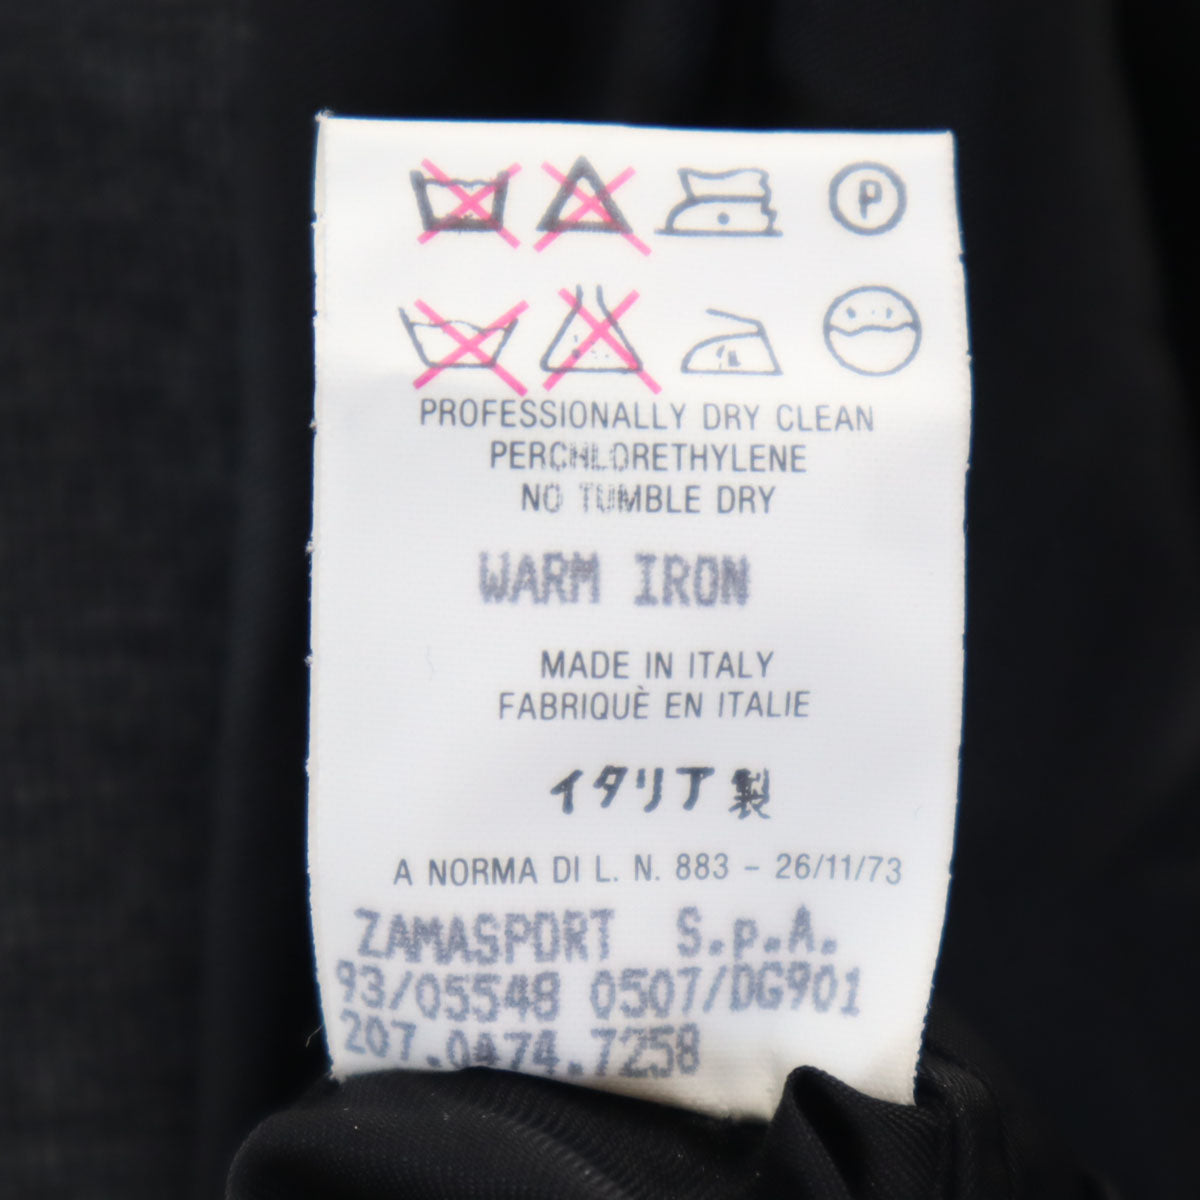 P
PROFESSIONALLY DRY CLEAN
PERCHLORETHYLENE
NO TUMBLE DRY
WARM IRON
MADE IN ITALY
FABRIQUÈ EN ITALIE
イタリア製
A NORMA DI L. N. 883 - 26/11/73
ZAMASPORT S.p.A.
93/05548 0507/DG901
207.0A74.7258